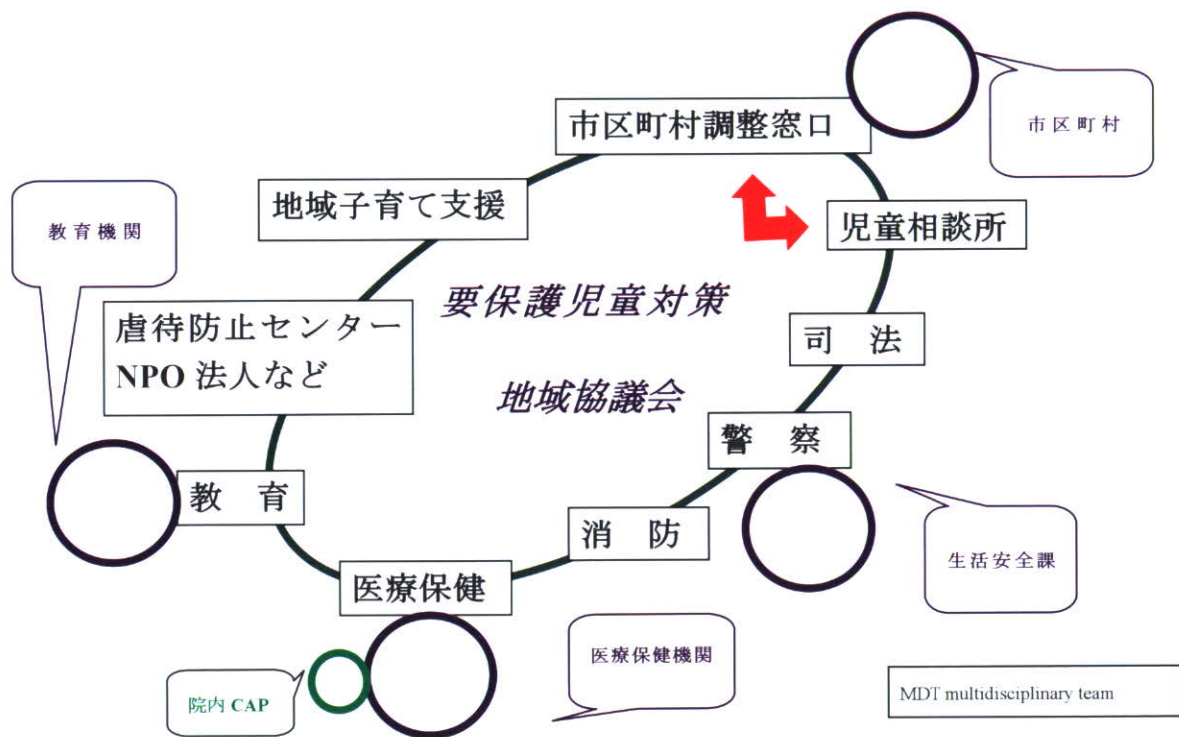 市区町村調整窓口
市区町村
地域子育て支援
児童相談所
教育機関
要保護児童対策
地域協議会
虐待防止センター
NPO 法人など
司　法
警　察
教　育
消　防
生活安全課
医療保健
医療保健機関
院内 CAP
MDT multidisciplinary team